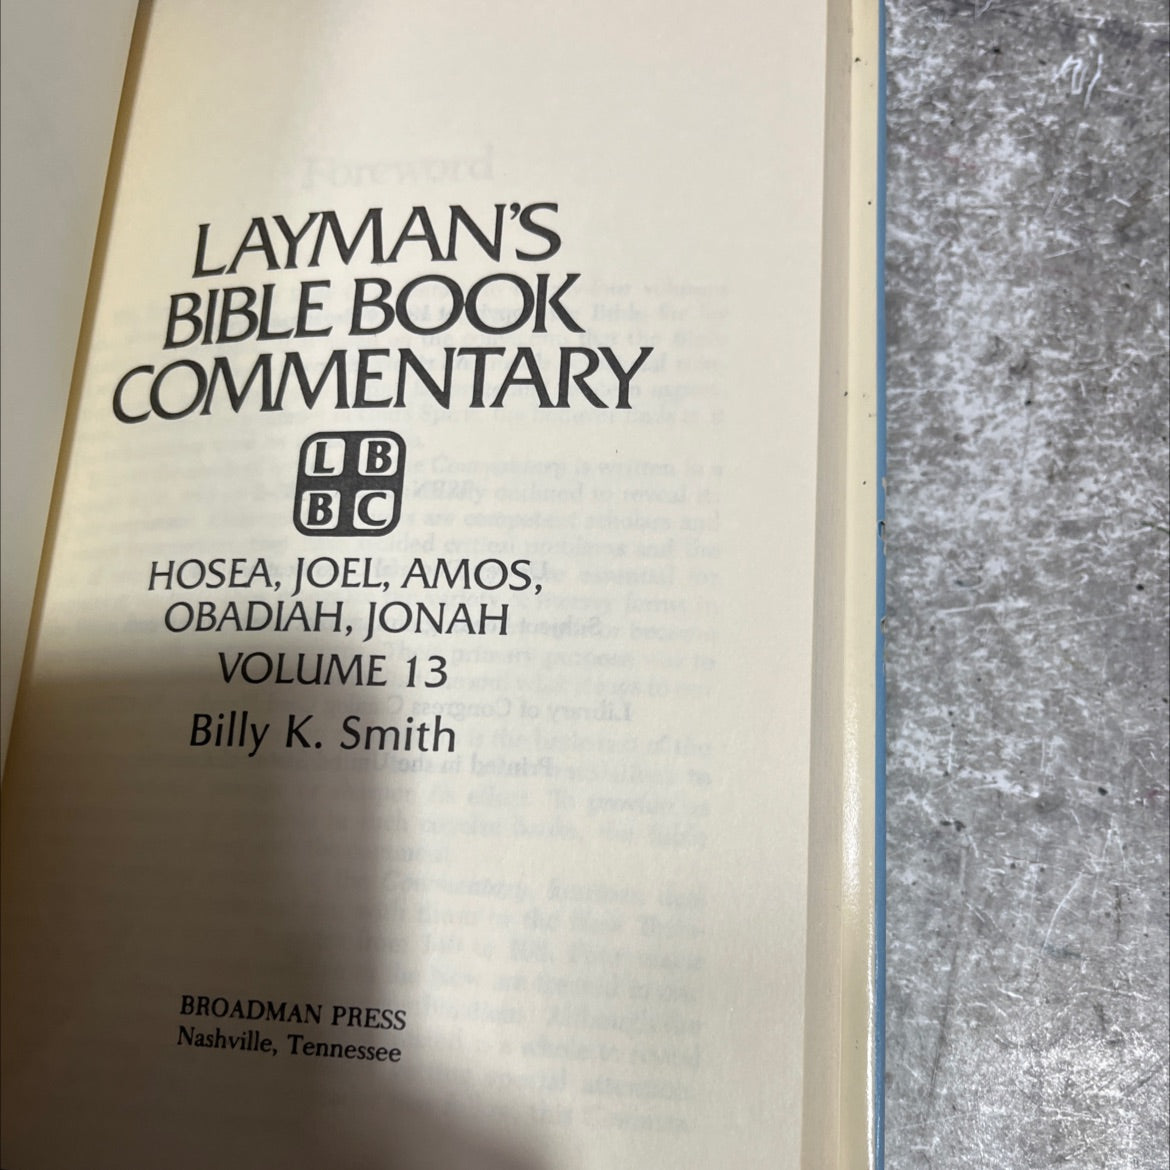 Foreword
LAYMAN'S
BIBLE BOOK
COMMENTARY
L B
B C
HOSEA, JOEL, AMOS,
OBADIAH, JONAH
VOLUME 13
Billy K. Smith
BROADMAN PRESS
Nashville, Tennessee